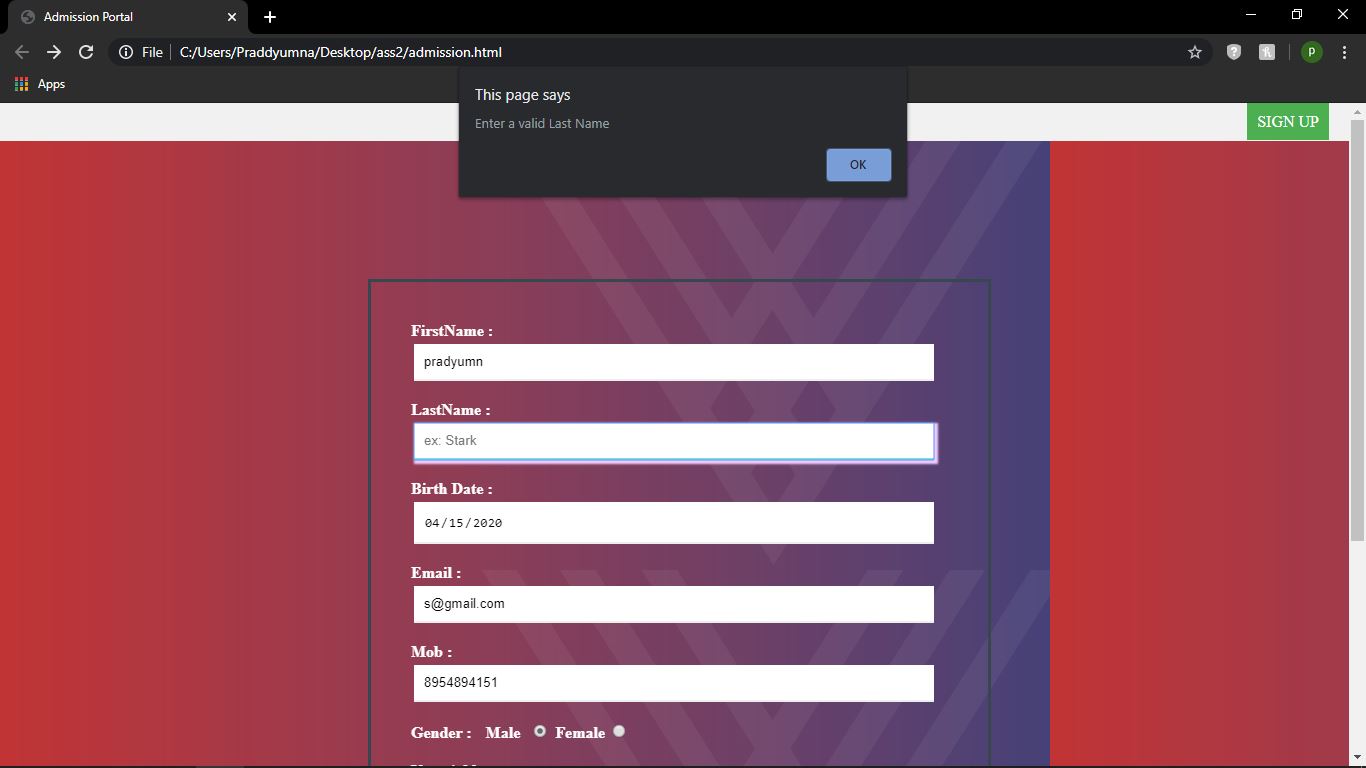 Admission Portal
File C:/Users/Praddyumna/Desktop/ass2/admission.html
p
Apps
This page says
Enter a valid Last Name
OK
SIGN UP
FirstName :
pradyumn
LastName :
ex: Stark
Birth Date :
04/15/2020
Email :
s@gmail.com
Mob :
8954894151
Gender : Male Female